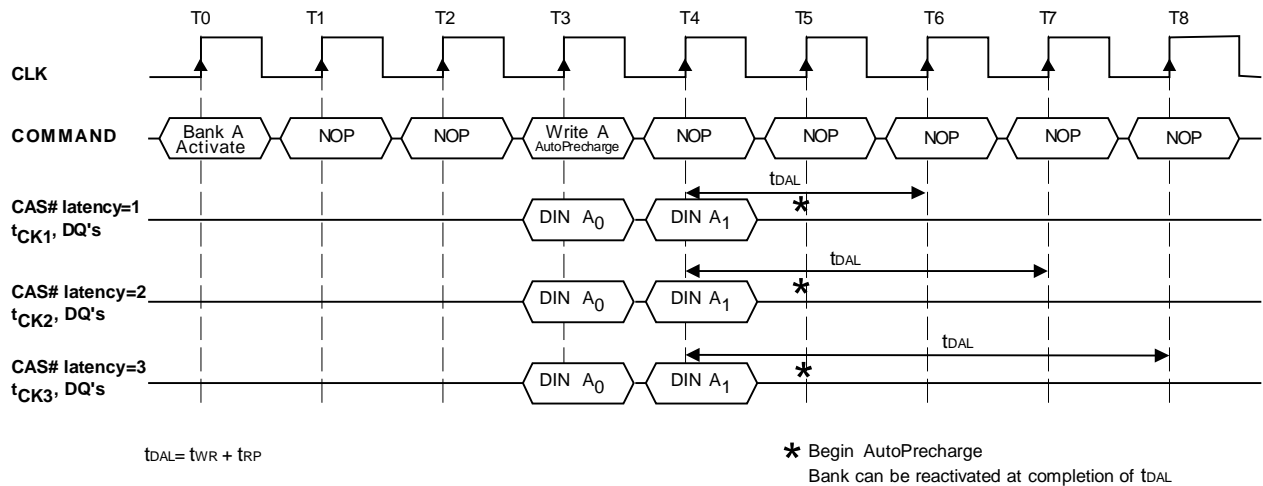 T0 T1 T2 T3 T4 T5 T6 T7 T8
CLK
COMMAND
Bank A
Activate
NOP
NOP
Write A
AutoPrecharge
NOP
NOP
NOP
NOP
NOP
tDAL
CAS# latency=1
tCK1, DQ's
DIN A0
DIN A1
*
tDAL
CAS# latency=2
tCK2, DQ's
DIN A0
DIN A1
*
tDAL
CAS# latency=3
tCK3, DQ's
DIN A0
DIN A1
*
tDAL= tWR + tRP
* Begin AutoPrecharge
Bank can be reactivated at completion of tDAL